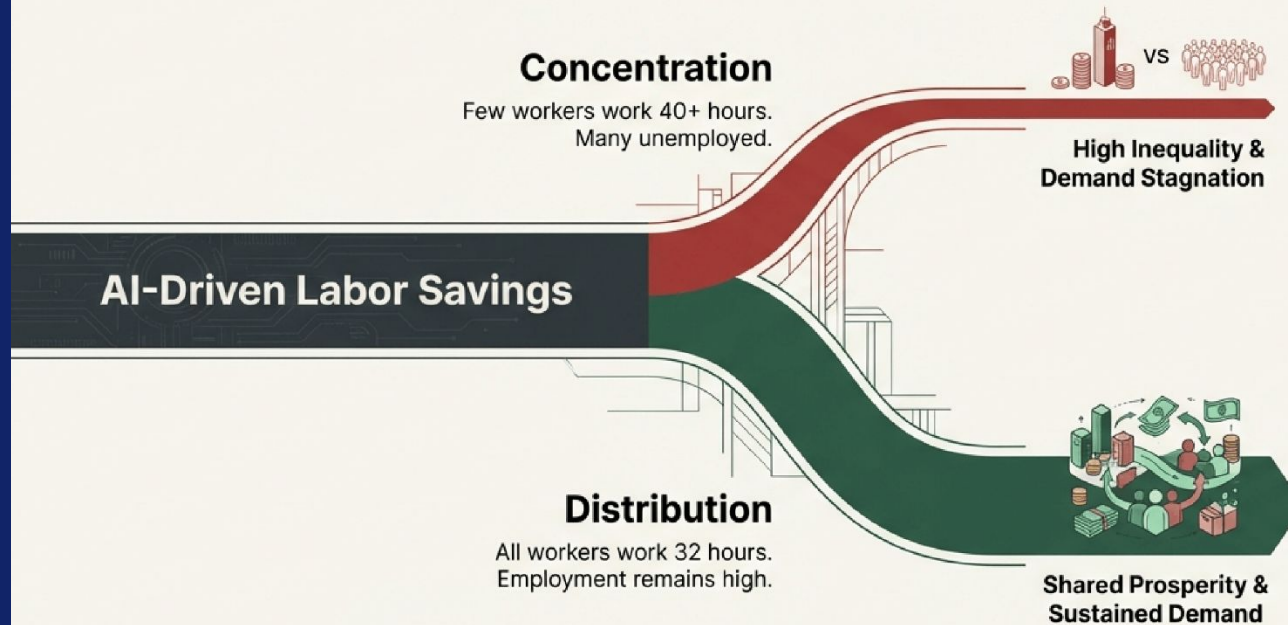 Concentration
Few workers work 40+ hours.
Many unemployed.
vs
High Inequality &
Demand Stagnation
AI-Driven Labor Savings
Distribution
All workers work 32 hours.
Employment remains high.
Shared Prosperity &
Sustained Demand